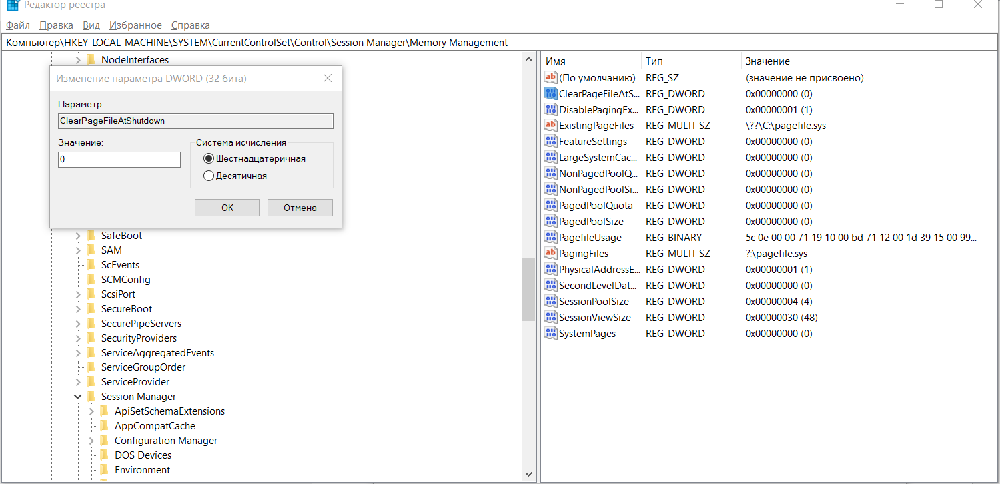 Редактор реестра
Файл Правка Вид Избранное Справка
Компьютер\HKEY_LOCAL_MACHINE\SYSTEM\CurrentControlSet\Control\Session Manager\Memory Management
NodeInterfaces
Изменение параметра DWORD (32 бита)
Параметр:
ClearPageFileAtShutdown
Значение:
0
Система исчисления
Шестнадцатеричная
Десятичная
OK Отмена
SafeBoot
SAM
ScEvents
SCMConfig
ScsiPort
SecureBoot
SecurePipeServers
SecurityProviders
ServiceAggregatedEvents
ServiceGroupOrder
ServiceProvider
Session Manager
ApiSetSchemaExtensions
AppCompatCache
Configuration Manager
DOS Devices
Environment
Имя Тип Значение
(По умолчанию) REG_SZ (значение не присвоено)
ClearPageFileAtS... REG_DWORD 0x00000000 (0)
DisablePagingEx... REG_DWORD 0x00000001 (1)
ExistingPageFiles REG_MULTI_SZ \??\C:\pagefile.sys
FeatureSettings REG_DWORD 0x00000000 (0)
LargeSystemCac... REG_DWORD 0x00000000 (0)
NonPagedPoolQ... REG_DWORD 0x00000000 (0)
NonPagedPoolSi... REG_DWORD 0x00000000 (0)
PagedPoolQuota REG_DWORD 0x00000000 (0)
PagedPoolSize REG_DWORD 0x00000000 (0)
PagefileUsage REG_BINARY 5c 0e 00 00 71 19 10 00 bd 71 12 00 1d 39 15 00 99...
PagingFiles REG_MULTI_SZ ?:\pagefile.sys
PhysicalAddressE... REG_DWORD 0x00000001 (1)
SecondLevelDat... REG_DWORD 0x00000000 (0)
SessionPoolSize REG_DWORD 0x00000004 (4)
SessionViewSize REG_DWORD 0x00000030 (48)
SystemPages REG_DWORD 0x00000000 (0)